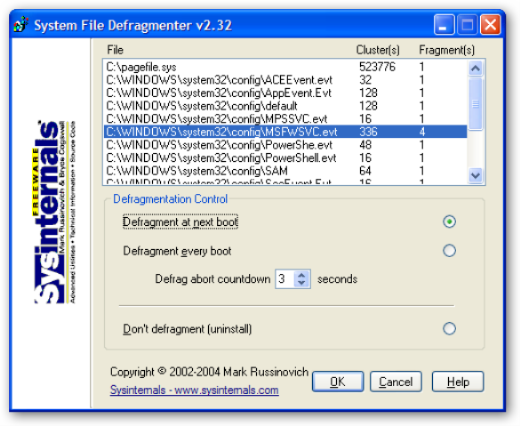 System File Defragmenter v2.32
File Cluster(s) Fragment(s)
C:\pagefile.sys 523776 1
C:\WINDOWS\system32\config\ACEEvent.evt 32 1
C:\WINDOWS\system32\config\AppEvent.Evt 128 1
C:\WINDOWS\system32\config\default 128 1
C:\WINDOWS\system32\config\MPSSVC.evt 16 1
C:\WINDOWS\system32\config\MSFWSVC.evt 336 4
C:\WINDOWS\system32\config\PowerShe.evt 48 1
C:\WINDOWS\system32\config\PowerShell.evt 16 1
C:\WINDOWS\system32\config\SAM 64 1
C:\WINDOWS\system32\config\SecEvent.Evt 16 1
Sysinternals
FREEWARE
Mark Russinovich & Bryce Cogswell
Advanced Utilities • Technical Information • Source Code
Defragmentation Control
Defragment at next boot
Defragment every boot
Defrag abort countdown 3 seconds
Don't defragment (uninstall)
Copyright © 2002-2004 Mark Russinovich
Sysinternals - www.sysinternals.com
OK Cancel Help